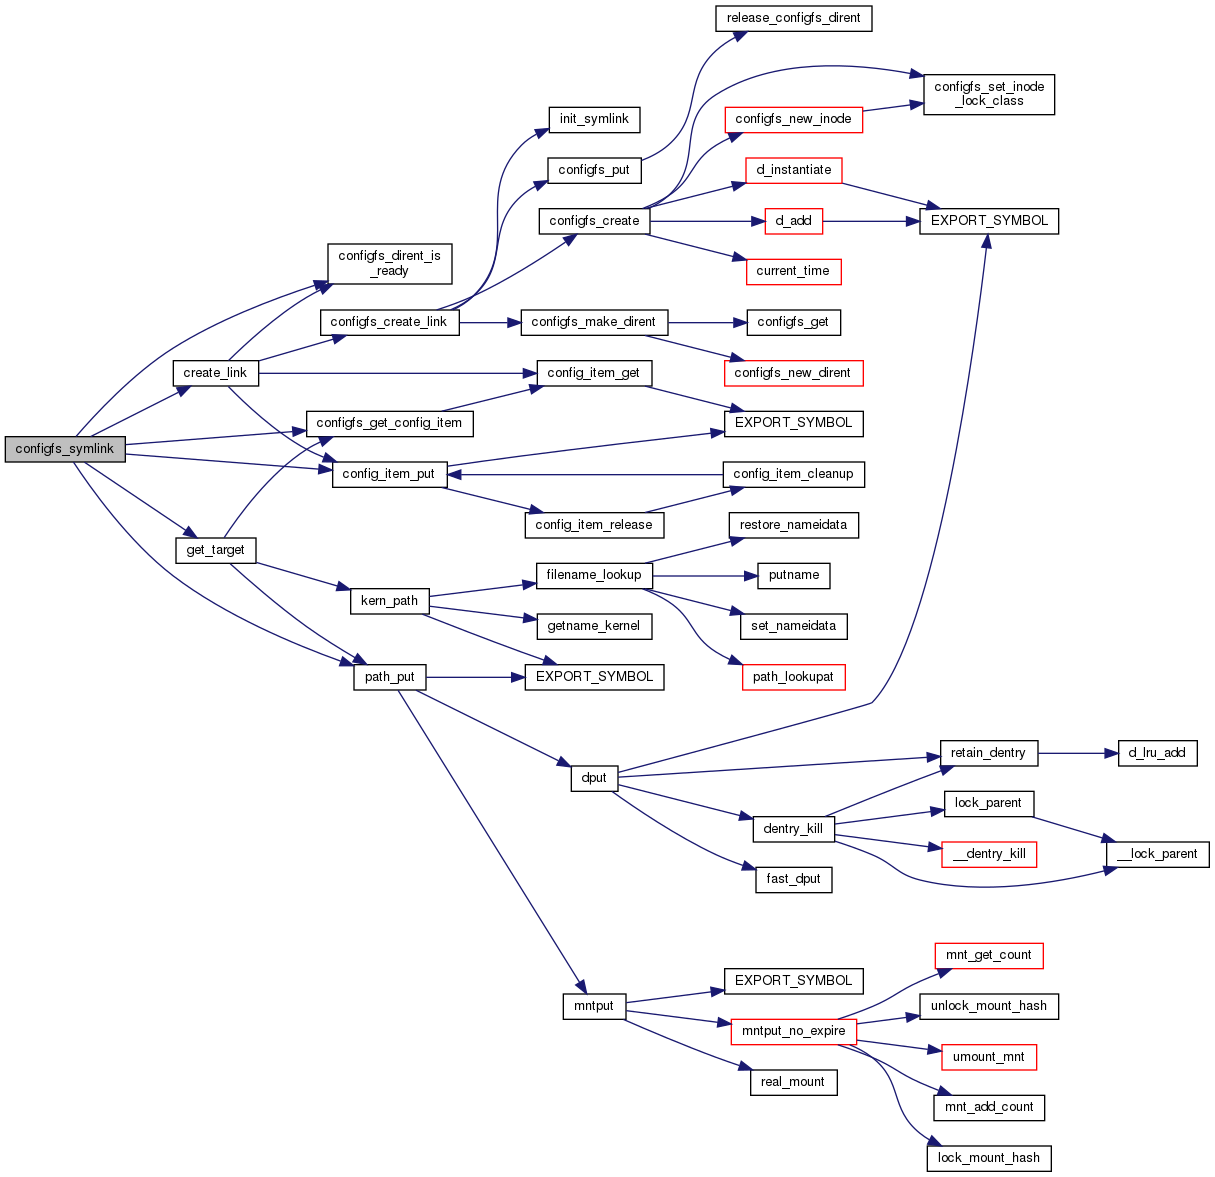 release_configfs_dirent
configfs_set_inode
_lock_class
init_symlink
configfs_new_inode
configfs_put
d_instantiate
configfs_create
d_add
EXPORT_SYMBOL
configfs_dirent_is
_ready
current_time
configfs_create_link
configfs_make_dirent
configfs_get
create_link
config_item_get
configfs_new_dirent
configfs_get_config_item
EXPORT_SYMBOL
configfs_symlink
config_item_put
config_item_cleanup
config_item_release
restore_nameidata
get_target
filename_lookup
putname
kern_path
getname_kernel
set_nameidata
path_put
EXPORT_SYMBOL
path_lookupat
retain_dentry
d_lru_add
dput
lock_parent
dentry_kill
__dentry_kill
__lock_parent
fast_dput
mnt_get_count
EXPORT_SYMBOL
mntput
unlock_mount_hash
mntput_no_expire
umount_mnt
real_mount
mnt_add_count
lock_mount_hash